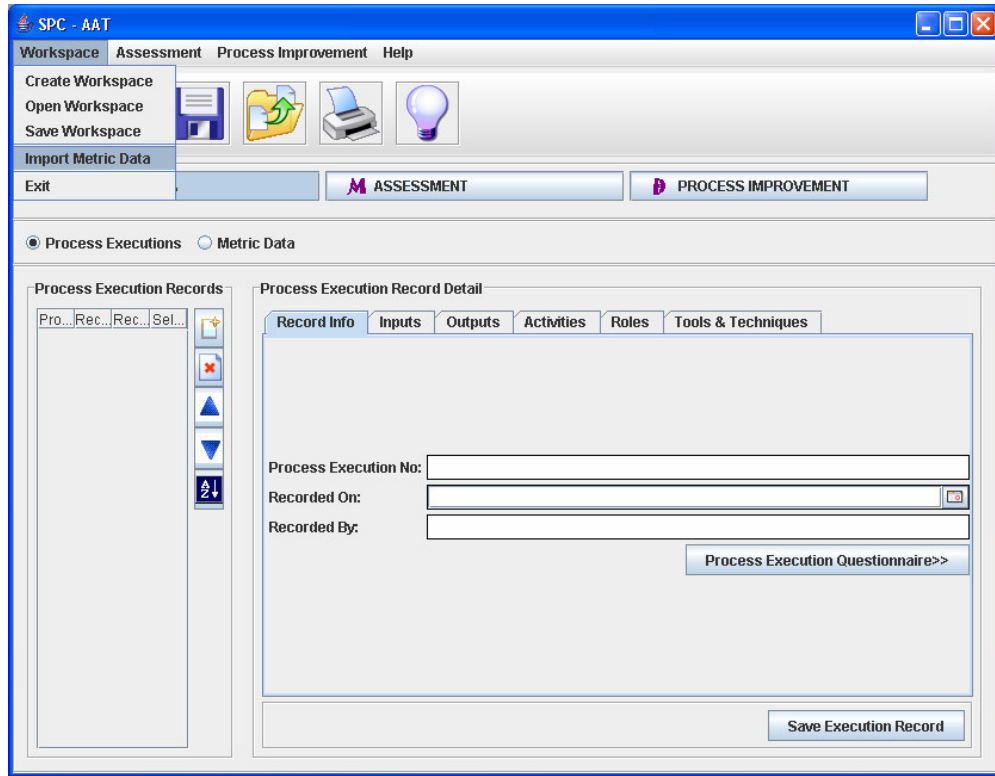 SPC - AAT
Workspace Assessment Process Improvement Help
Create Workspace
Open Workspace
Save Workspace
Import Metric Data
Exit
ASSESSMENT
PROCESS IMPROVEMENT
Process Executions Metric Data
Process Execution Records
Pro... Rec... Rec... Sel...
Process Execution Record Detail
Record Info Inputs Outputs Activities Roles Tools & Techniques
Process Execution No:
Recorded On:
Recorded By:
Process Execution Questionnaire>>
Save Execution Record